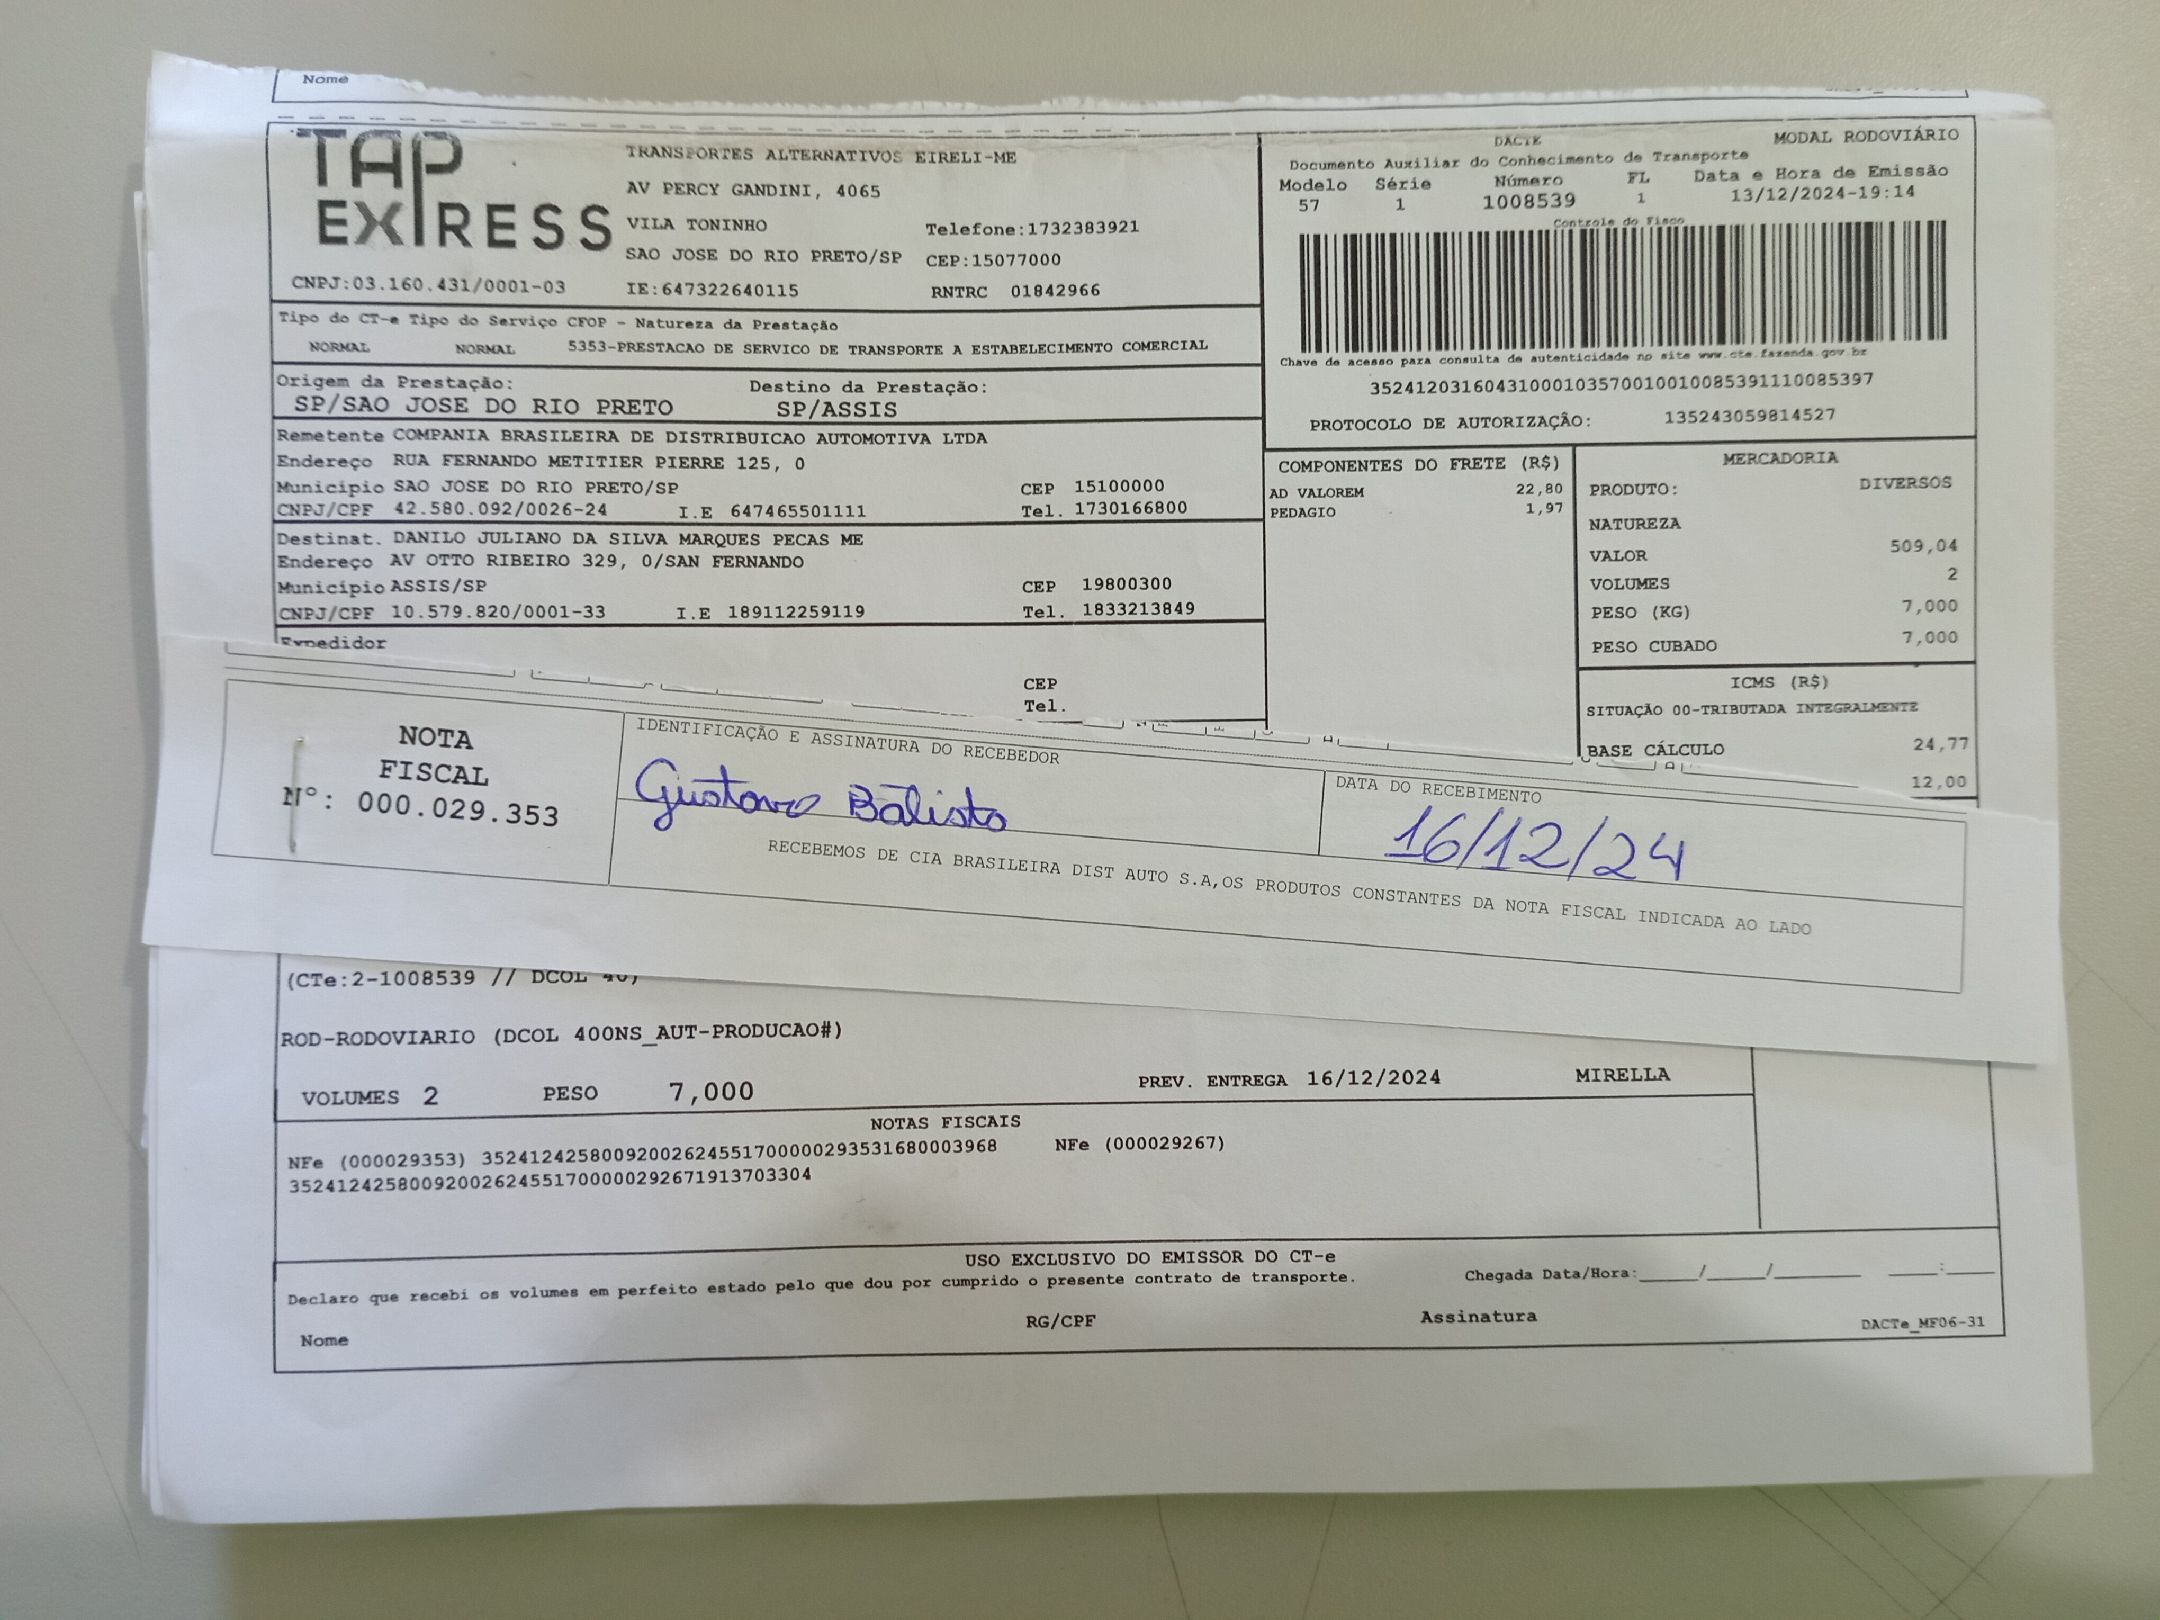 Nome
TAP EXPRESS
TRANSPORTES ALTERNATIVOS EIRELI-ME
AV PERCY GANDINI, 4065
VILA TONINHO Telefone:1732383921
SAO JOSE DO RIO PRETO/SP CEP:15077000
CNPJ:03.160.431/0001-03 IE:647322640115 RNTRC 01842966
DACTE MODAL RODOVIÁRIO
Documento Auxiliar do Conhecimento de Transporte
Modelo Série Número FL Data e Hora de Emissão
57 1 1008539 1 13/12/2024-19:14
Controle do Fisco
Chave de acesso para consulta de autenticidade no site www.cte.fazenda.gov.br
35241203160431000103570010010085391110085397
PROTOCOLO DE AUTORIZAÇÃO: 135243059814527
Tipo do CT-e Tipo do Serviço CFOP - Natureza da Prestação
NORMAL NORMAL 5353-PRESTACAO DE SERVICO DE TRANSPORTE A ESTABELECIMENTO COMERCIAL
Origem da Prestação: Destino da Prestação:
SP/SAO JOSE DO RIO PRETO SP/ASSIS
Remetente COMPANIA BRASILEIRA DE DISTRIBUICAO AUTOMOTIVA LTDA
Endereço RUA FERNANDO METITIER PIERRE 125, 0
Município SAO JOSE DO RIO PRETO/SP CEP 15100000
CNPJ/CPF 42.580.092/0026-24 I.E 647465501111 Tel. 1730166800
Destinat. DANILO JULIANO DA SILVA MARQUES PECAS ME
Endereço AV OTTO RIBEIRO 329, 0/SAN FERNANDO
Município ASSIS/SP CEP 19800300
CNPJ/CPF 10.579.820/0001-33 I.E 189112259119 Tel. 1833213849
Expedidor
CEP
Tel.
COMPONENTES DO FRETE (R$)
AD VALOREM 22,80
PEDAGIO 1,97
MERCADORIA
PRODUTO: DIVERSOS
NATUREZA
VALOR 509,04
VOLUMES 2
PESO (KG) 7,000
PESO CUBADO 7,000
ICMS (R$)
SITUAÇÃO 00-TRIBUTADA INTEGRALMENTE
BASE CÁLCULO 24,77
12,00
NOTA
FISCAL
Nº: 000.029.353
IDENTIFICAÇÃO E ASSINATURA DO RECEBEDOR
Gustavo Batista
DATA DO RECEBIMENTO
16/12/24
RECEBEMOS DE CIA BRASILEIRA DIST AUTO S.A,OS PRODUTOS CONSTANTES DA NOTA FISCAL INDICADA AO LADO
(CTe:2-1008539 // DCOL 40)
ROD-RODOVIARIO (DCOL 400NS_AUT-PRODUCAO#)
VOLUMES 2 PESO 7,000 PREV. ENTREGA 16/12/2024 MIRELLA
NOTAS FISCAIS
NFe (000029353) 35241242580092002624551700000293531680003968 NFe (000029267)
35241242580092002624551700000292671913703304
USO EXCLUSIVO DO EMISSOR DO CT-e
Declaro que recebi os volumes em perfeito estado pelo que dou por cumprido o presente contrato de transporte. Chegada Data/Hora:_____/_____/_______ ____:____
Nome RG/CPF Assinatura DACTe_MF06-31